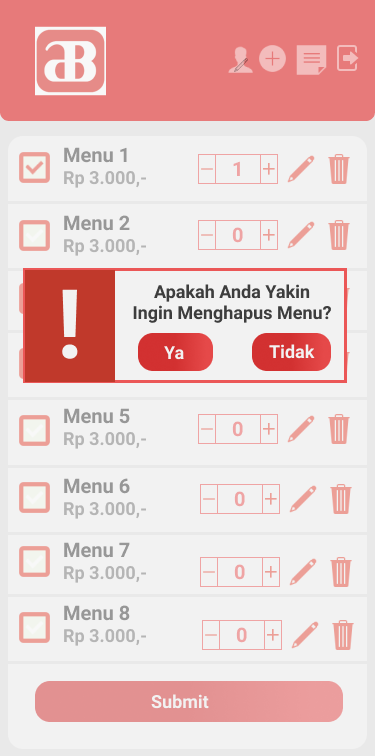 aB
Menu 1
Rp 3.000,-
1
Menu 2
Rp 3.000,-
0
!
Apakah Anda Yakin
Ingin Menghapus Menu?
Ya
Tidak
Menu 5
Rp 3.000,-
0
Menu 6
Rp 3.000,-
0
Menu 7
Rp 3.000,-
0
Menu 8
Rp 3.000,-
0
Submit